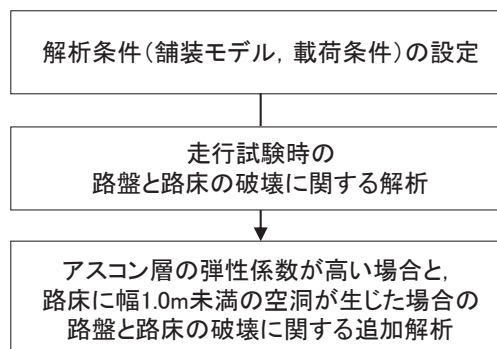 解析条件(舗装モデル, 載荷条件)の設定
走行試験時の
路盤と路床の破壊に関する解析
アスコン層の弾性係数が高い場合と,
路床に幅1.0m未満の空洞が生じた場合の
路盤と路床の破壊に関する追加解析